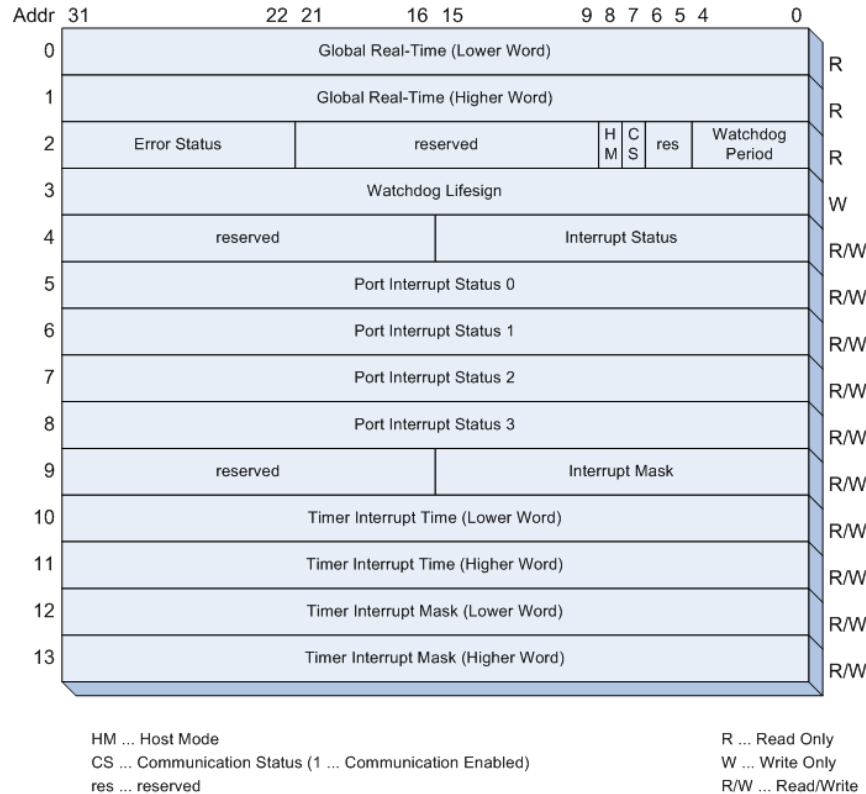 Addr 31 22 21 16 15 9 8 7 6 5 4 0
0 Global Real-Time (Lower Word) R
1 Global Real-Time (Higher Word) R
2 Error Status reserved H M C S res Watchdog Period R
3 Watchdog Lifesign W
4 reserved Interrupt Status R/W
5 Port Interrupt Status 0 R/W
6 Port Interrupt Status 1 R/W
7 Port Interrupt Status 2 R/W
8 Port Interrupt Status 3 R/W
9 reserved Interrupt Mask R/W
10 Timer Interrupt Time (Lower Word) R/W
11 Timer Interrupt Time (Higher Word) R/W
12 Timer Interrupt Mask (Lower Word) R/W
13 Timer Interrupt Mask (Higher Word) R/W
HM ... Host Mode R ... Read Only
CS ... Communication Status (1 ... Communication Enabled) W ... Write Only
res ... reserved R/W ... Read/Write